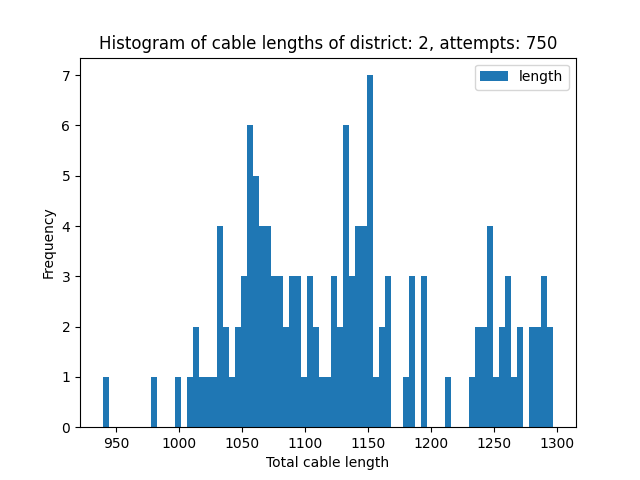 Histogram of cable lengths of district: 2, attempts: 750
length
7
6
5
4
3
2
1
0
Frequency
950 1000 1050 1100 1150 1200 1250 1300
Total cable length